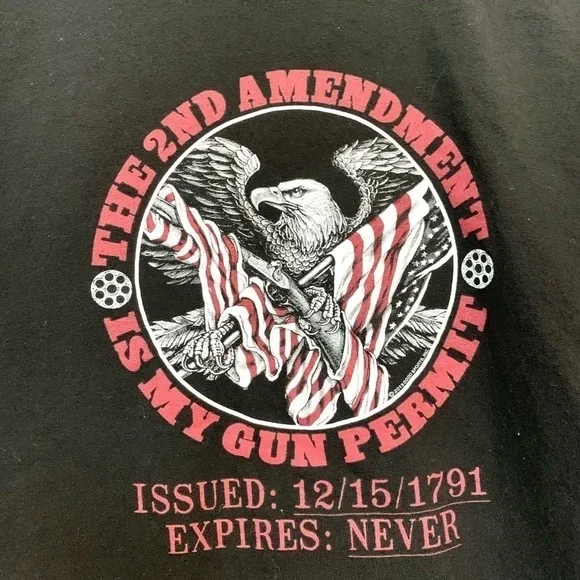 THE 2ND AMENDMENT
IS MY GUN PERMIT
ISSUED: 12/15/1791
EXPIRES: NEVER